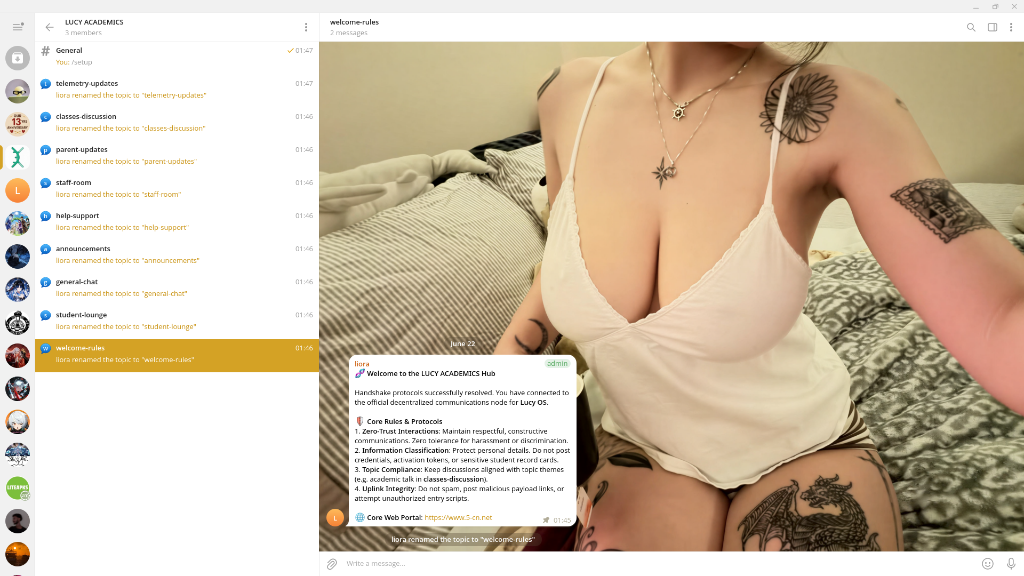 LUCY ACADEMICS
3 members
General
01:47
You: /setup
telemetry-updates
01:47
liora renamed the topic to "telemetry-updates"
classes-discussion
01:46
liora renamed the topic to "classes-discussion"
parent-updates
01:46
liora renamed the topic to "parent-updates"
staff-room
01:46
liora renamed the topic to "staff-room"
help-support
01:46
liora renamed the topic to "help-support"
announcements
01:46
liora renamed the topic to "announcements"
general-chat
01:46
liora renamed the topic to "general-chat"
student-lounge
01:46
liora renamed the topic to "student-lounge"
welcome-rules
01:46
liora renamed the topic to "welcome-rules"
welcome-rules
2 messages
June 22
liora
admin
🧬 Welcome to the LUCY ACADEMICS Hub
Handshake protocols successfully resolved. You have connected to
the official decentralized communications node for Lucy OS.
🛡️ Core Rules & Protocols
1. Zero-Trust Interactions: Maintain respectful, constructive
communications. Zero tolerance for harassment or discrimination.
2. Information Classification: Protect personal details. Do not post
credentials, activation tokens, or sensitive student record cards.
3. Topic Compliance: Keep discussions aligned with topic themes
(e.g. academic talk in classes-discussion).
4. Uplink Integrity: Do not spam, post malicious payload links, or
attempt unauthorized entry scripts.
🌐 Core Web Portal: https://www.5-cn.net
01:45
L
liora renamed the topic to "welcome-rules"
Write a message...
L